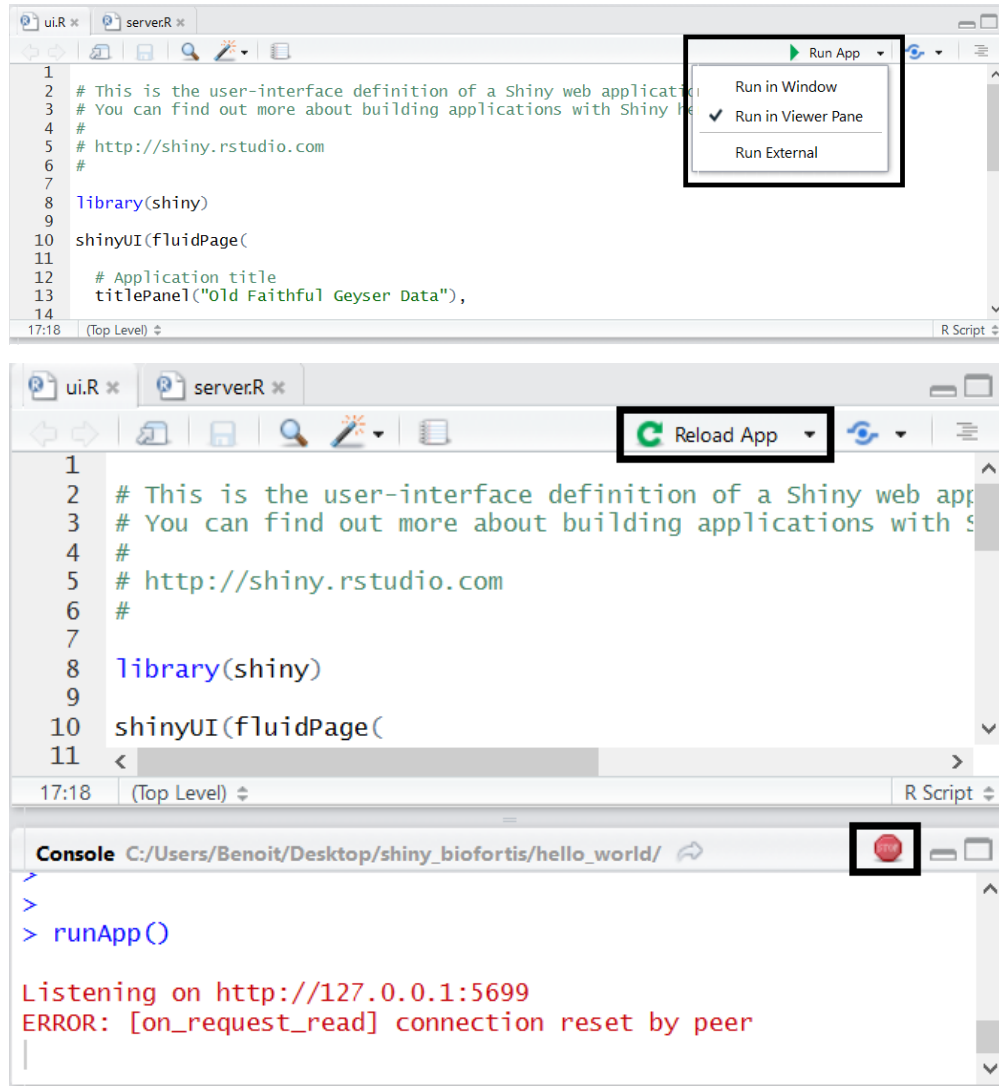 ui.R × server.R ×
Run App
1
2 # This is the user-interface definition of a Shiny web applicatio
Run in Window
3 # You can find out more about building applications with Shiny he
4 #
Run in Viewer Pane
5 # http://shiny.rstudio.com
6 #
Run External
7
8 library(shiny)
9
10 shinyUI(fluidPage(
11
12 # Application title
13 titlePanel("Old Faithful Geyser Data"),
14
17:18 (Top Level) R Script
ui.R × server.R ×
Reload App
1
2 # This is the user-interface definition of a Shiny web app
3 # You can find out more about building applications with S
4 #
5 # http://shiny.rstudio.com
6 #
7
8 library(shiny)
9
10 shinyUI(fluidPage(
11
17:18 (Top Level) R Script
Console C:/Users/Benoit/Desktop/shiny_biofortis/hello_world/ STOP
>
>
> runApp()
Listening on http://127.0.0.1:5699
ERROR: [on_request_read] connection reset by peer